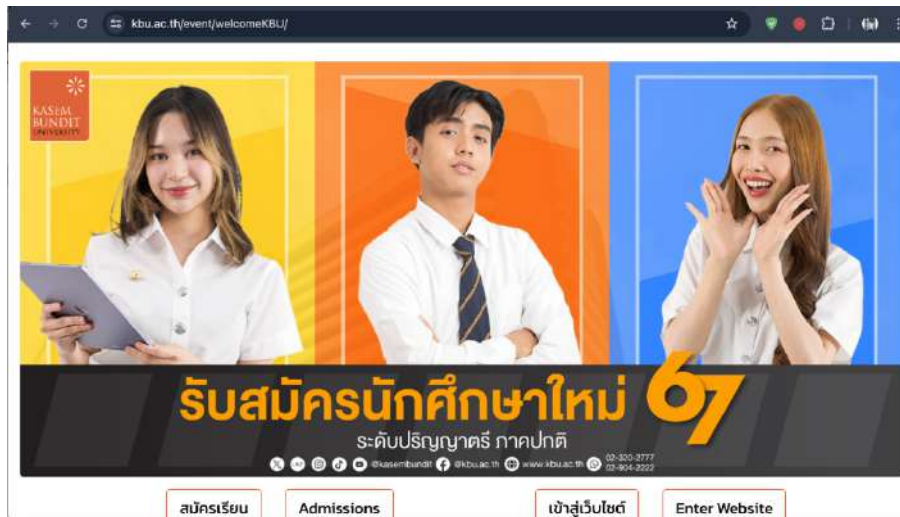 kbu.ac.th/event/welcomeKBU/
KASEM
BUNDIT
UNIVERSITY
รับสมัครนักศึกษาใหม่ 67
ระดับปริญญาตรี ภาคปกติ
@kasembundit @kbu.ac.th www.kbu.ac.th 02-320-2777
02-904-2222
สมัครเรียน Admissions เข้าสู่เว็บไซต์ Enter Website